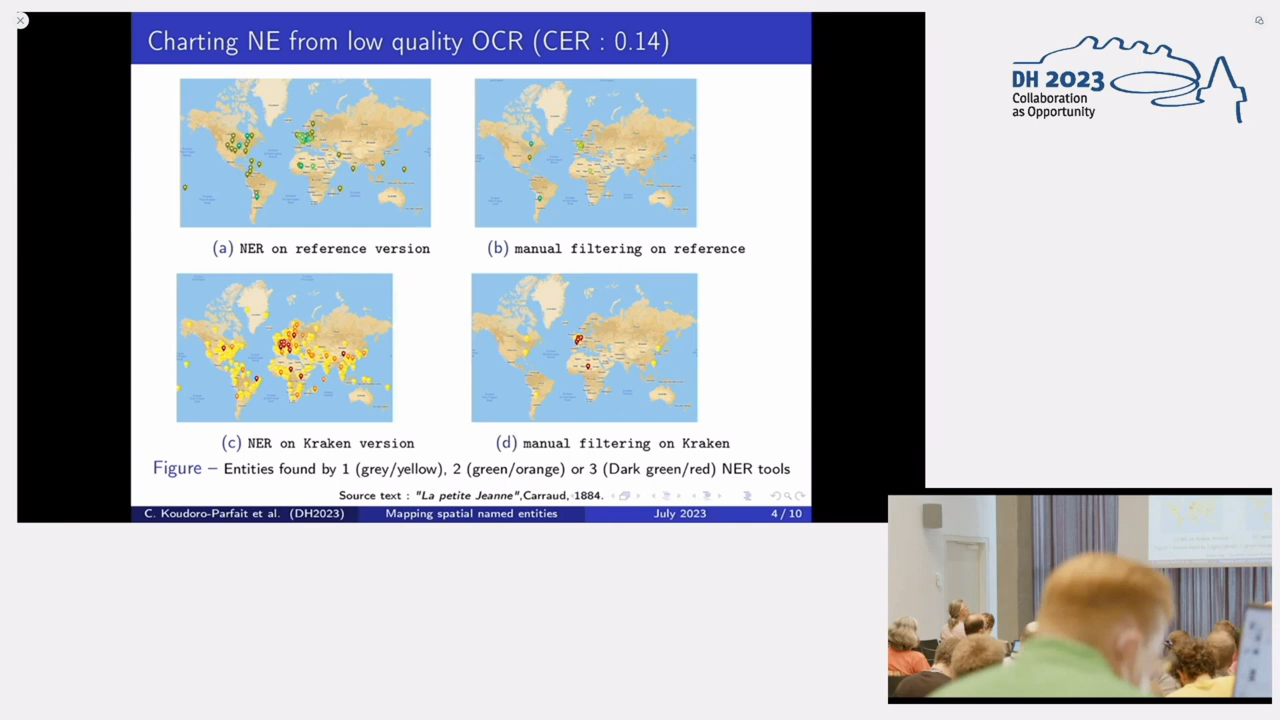 Charting NE from low quality OCR (CER : 0.14)
(a) NER on reference version
(b) manual filtering on reference
(c) NER on Kraken version
(d) manual filtering on Kraken
Figure – Entities found by 1 (grey/yellow), 2 (green/orange) or 3 (Dark green/red) NER tools
Source text : "La petite Jeanne",Carraud, 1884.
C. Koudoro-Parfait et al. (DH2023) Mapping spatial named entities July 2023 4 / 10
DH 2023
Collaboration
as Opportunity